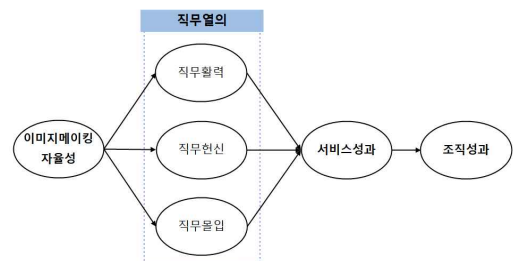 직무열의
직무활력
이미지메이킹
자율성
직무헌신
서비스성과
조직성과
직무몰입